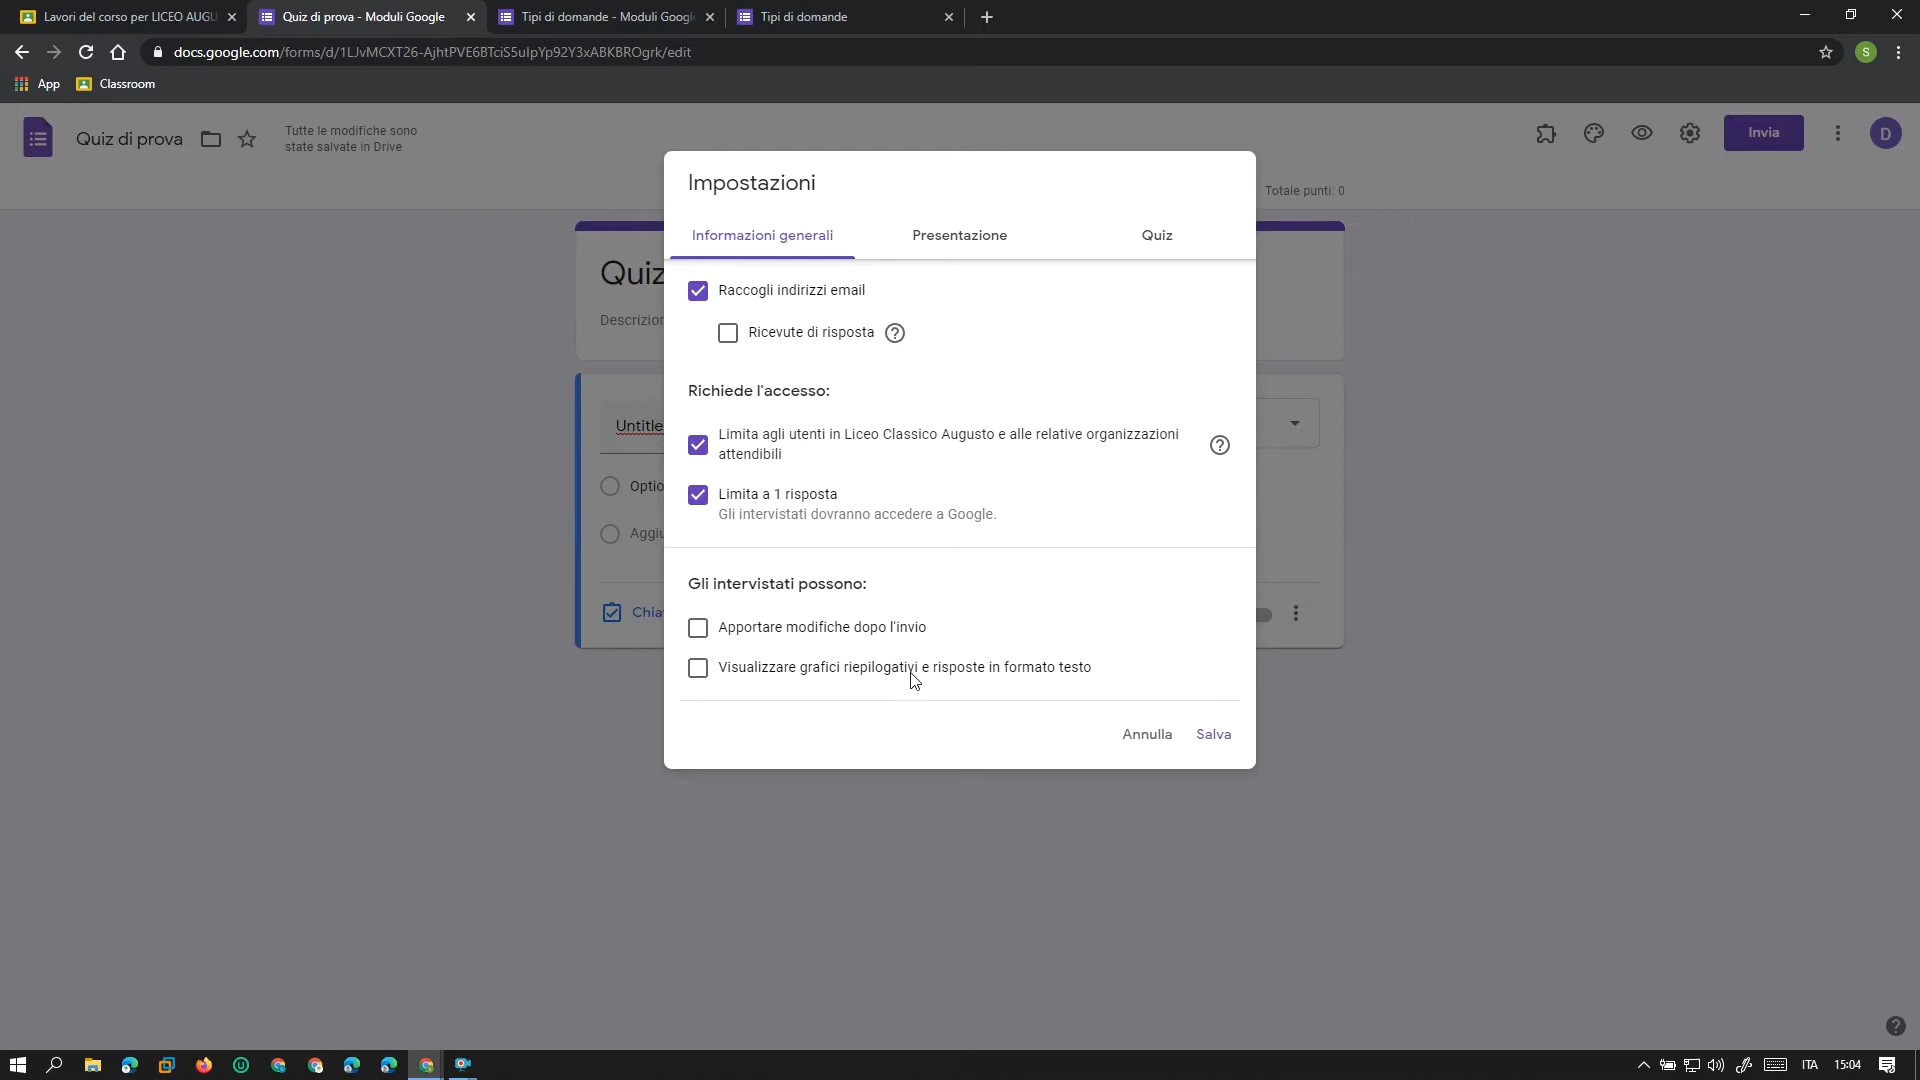 Lavori del corso per LICEO AUGU
Quiz di prova - Moduli Google
Tipi di domande - Moduli Googl
Tipi di domande
docs.google.com/forms/d/1LJvMCXT26-AjhtPVE6BTciS5uIpYp92Y3xABKBROgrk/edit
S
App
Classroom
Quiz di prova
Tutte le modifiche sono
state salvate in Drive
Invia
D
Totale punti: 0
Impostazioni
Informazioni generali
Presentazione
Quiz
Quiz
Descrizion
Raccogli indirizzi email
Ricevute di risposta
Richiede l'accesso:
Untitle
Limita agli utenti in Liceo Classico Augusto e alle relative organizzazioni
attendibili
Optio
Limita a 1 risposta
Gli intervistati dovranno accedere a Google.
Aggiu
Gli intervistati possono:
Chia
Apportare modifiche dopo l'invio
Visualizzare grafici riepilogativi e risposte in formato testo
Annulla
Salva
ITA
15:04